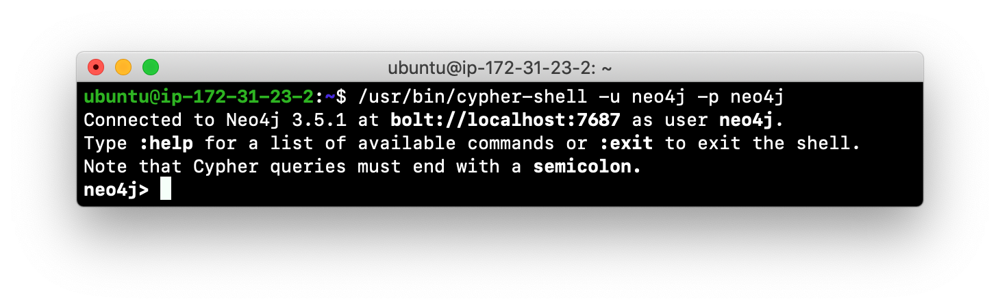 ubuntu@ip-172-31-23-2: ~
ubuntu@ip-172-31-23-2:~$ /usr/bin/cypher-shell -u neo4j -p neo4j
Connected to Neo4j 3.5.1 at bolt://localhost:7687 as user neo4j.
Type :help for a list of available commands or :exit to exit the shell.
Note that Cypher queries must end with a semicolon.
neo4j>